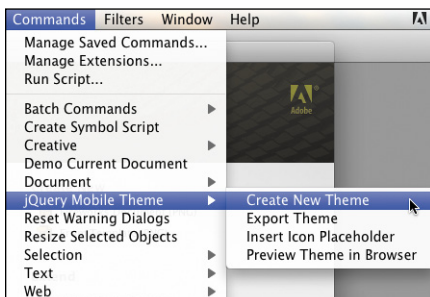 Commands Filters Window Help
Manage Saved Commands...
Manage Extensions...
Run Script...
Adobe
Batch Commands
Create Symbol Script
Creative
Demo Current Document
Document
jQuery Mobile Theme
Create New Theme
Reset Warning Dialogs
Export Theme
Resize Selected Objects
Insert Icon Placeholder
Selection
Preview Theme in Browser
Text
Web